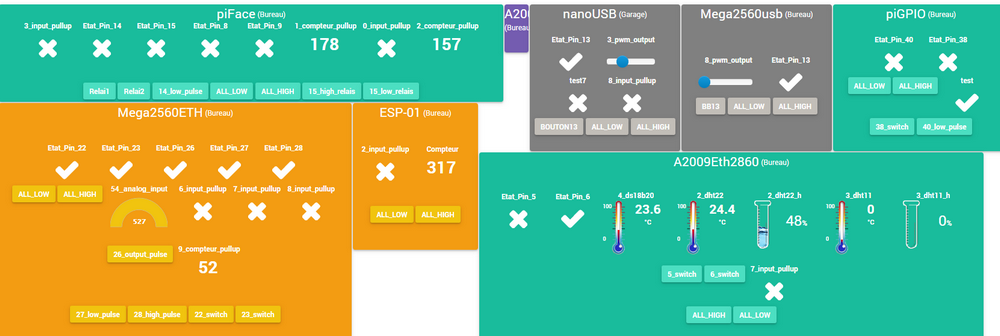 piFace (Bureau)
3_input_pullup Etat_Pin_14 Etat_Pin_15 Etat_Pin_8 Etat_Pin_9 1_compteur_pullup 0_input_pullup 2_compteur_pullup
178 157
Relai1 Relai2 14_low_pulse ALL_LOW ALL_HIGH 15_high_relais 15_low_relais
A200
(Bureau)
nanoUSB (Garage)
Etat_Pin_13 3_pwm_output
test7 8_input_pullup
BOUTON13 ALL_LOW ALL_HIGH
Mega2560usb (Bureau)
8_pwm_output Etat_Pin_13
BB13 ALL_LOW ALL_HIGH
piGPIO (Bureau)
Etat_Pin_40 Etat_Pin_38
ALL_LOW ALL_HIGH test
38_switch 40_low_pulse
Mega2560ETH (Bureau)
Etat_Pin_22 Etat_Pin_23 Etat_Pin_26 Etat_Pin_27 Etat_Pin_28
ALL_LOW ALL_HIGH 54_analog_input 6_input_pullup 7_input_pullup 8_input_pullup
522
26_output_pulse 9_compteur_pullup
52
27_low_pulse 28_high_pulse 22_switch 23_switch
ESP-01 (Bureau)
2_input_pullup Compteur
317
ALL_LOW ALL_HIGH
A2009Eth2860 (Bureau)
Etat_Pin_5 Etat_Pin_6 4_ds18b20 2_dht22 2_dht22_h 3_dht11 3_dht11_h
100 23.6 100 24.4 100 0
°C °C 48% °C 0%
0 0 0
5_switch 6_switch 7_input_pullup
ALL_HIGH ALL_LOW